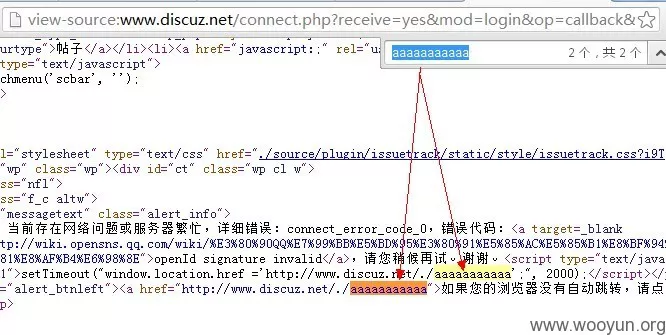 view-source:www.discuz.net/connect.php?receive=yes&mod=login&op=callback&
aaaaaaaaaaa 2 个，共 2 个
urtype">帖子</a></li><li><a href="javascript:;" rel="us
type="text/javascript">
chmenu('scbar', '');
>
l="stylesheet" type="text/css" href="./source/plugin/issuetrack/static/style/issuetrack.css?i9T
"wp" class="wp"><div id="ct" class="wp cl w">
ss="nfl">
ss="f_c altw">
"messagetext" class="alert_info">
当前存在网络问题或服务器繁忙，详细错误：connect_error_code_0，错误代码：<a target=_blank
tp://wiki.opensns.qq.com/wiki/%E3%80%90QQ%E7%99%BB%E5%BD%95%E3%80%91%E5%85%AC%E5%85%B1%E8%BF%94
81%E8%AF%B4%E6%98%8E">openId signature invalid</a>，请您稍候再试。谢谢。<script type="text/ja
1">setTimeout("window.location.href ='http://www.discuz.net/./aaaaaaaaaaa';", 2000);</script></
"alert_btnleft"><a href="http://www.discuz.net/./aaaaaaaaaaa">如果您的浏览器没有自动跳转，请点
p>
www.wooyun.org